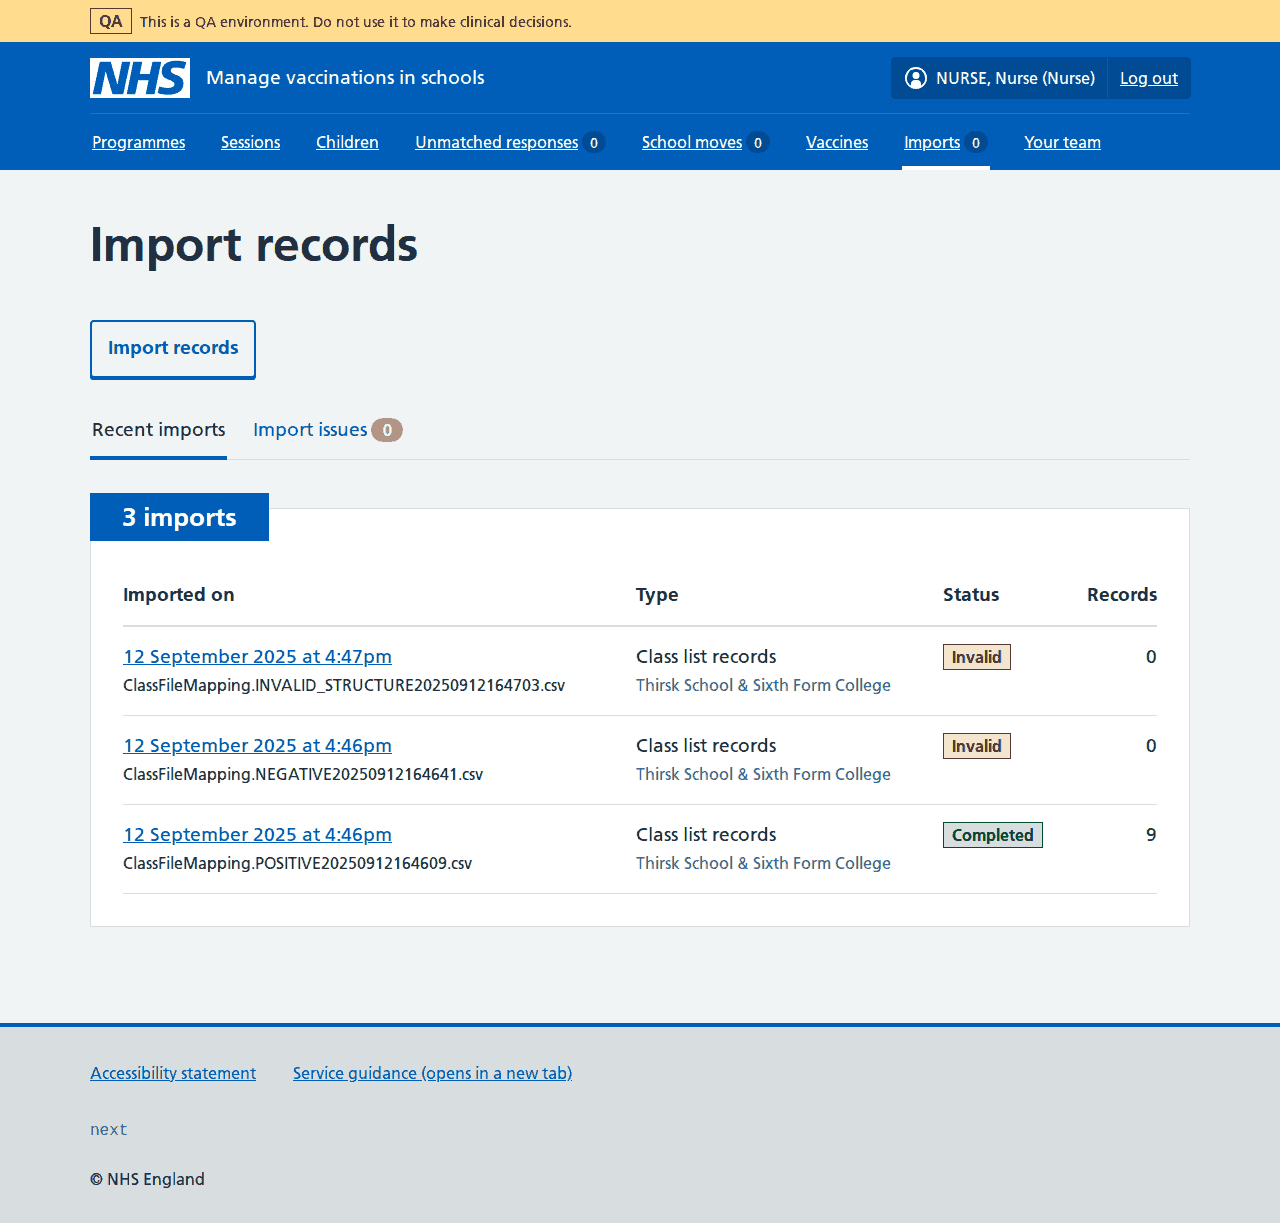 QA This is a QA environment. Do not use it to make clinical decisions.
NHS Manage vaccinations in schools NURSE, Nurse (Nurse) Log out
Programmes Sessions Children Unmatched responses 0 School moves 0 Vaccines Imports 0 Your team
Import records
Import records
Recent imports Import issues 0
3 imports
Imported on Type Status Records
12 September 2025 at 4:47pm Class list records Invalid 0
ClassFileMapping.INVALID_STRUCTURE20250912164703.csv Thirsk School & Sixth Form College
12 September 2025 at 4:46pm Class list records Invalid 0
ClassFileMapping.NEGATIVE20250912164641.csv Thirsk School & Sixth Form College
12 September 2025 at 4:46pm Class list records Completed 9
ClassFileMapping.POSITIVE20250912164609.csv Thirsk School & Sixth Form College
Accessibility statement Service guidance (opens in a new tab)
next
© NHS England